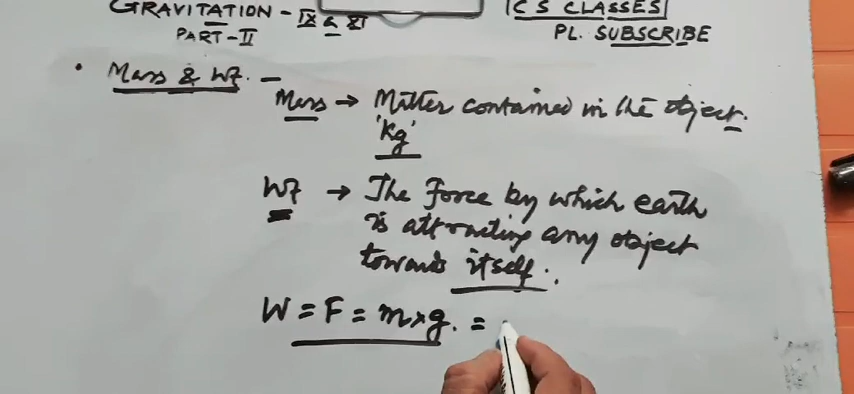 GRAVITATION - IX & XI
PART-II
C S CLASSES
PL. SUBSCRIBE
• Mass & Wt. -
Mass → Matter contained in the object.
'kg'
Wt → The Force by which earth
is attracting any object
towards itself.
W = F = m×g. =